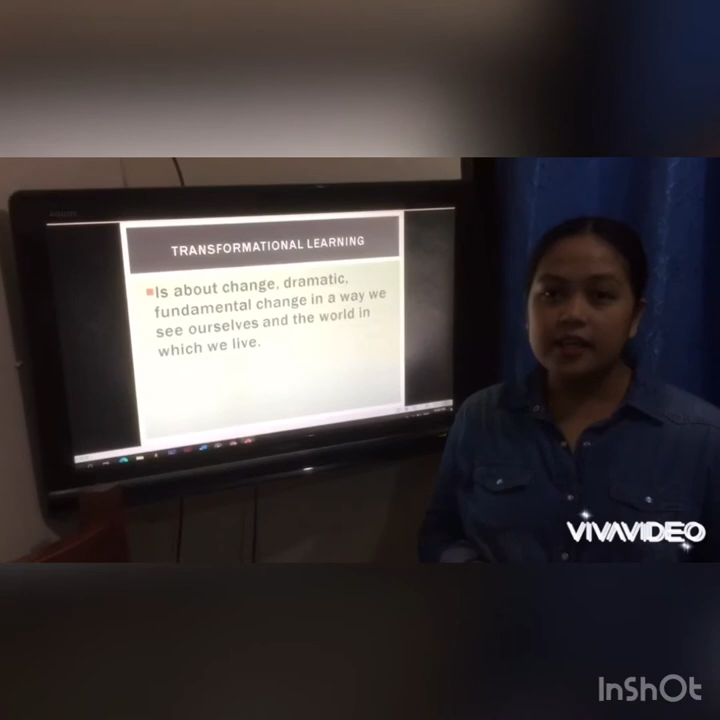 TRANSFORMATIONAL LEARNING
Is about change, dramatic,
fundamental change in a way we
see ourselves and the world in
which we live.
VIVAVIDEO
InShOt